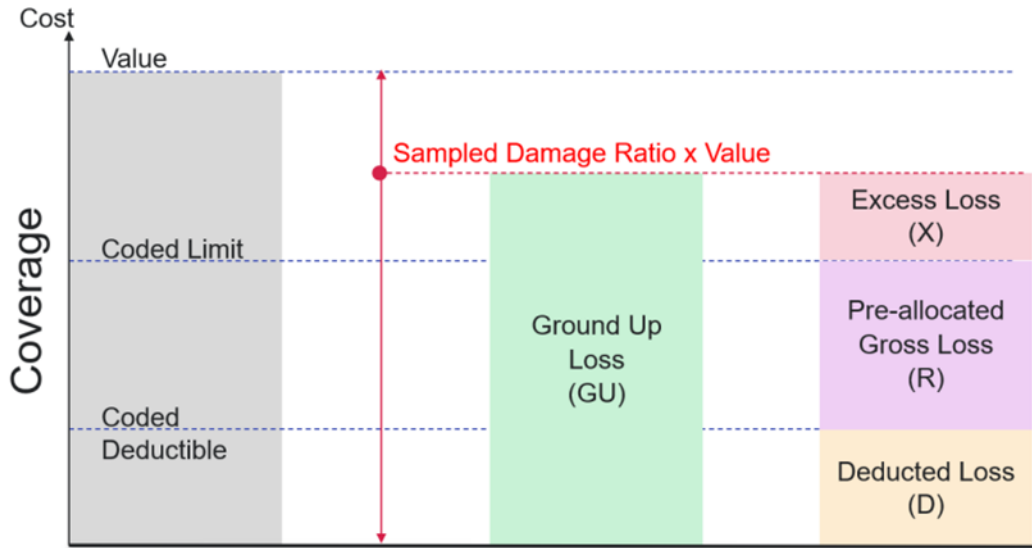 Cost
Value
Sampled Damage Ratio x Value
Excess Loss
(X)
Coded Limit
Coverage
Pre-allocated
Gross Loss
(R)
Ground Up
Loss
(GU)
Coded
Deductible
Deducted Loss
(D)